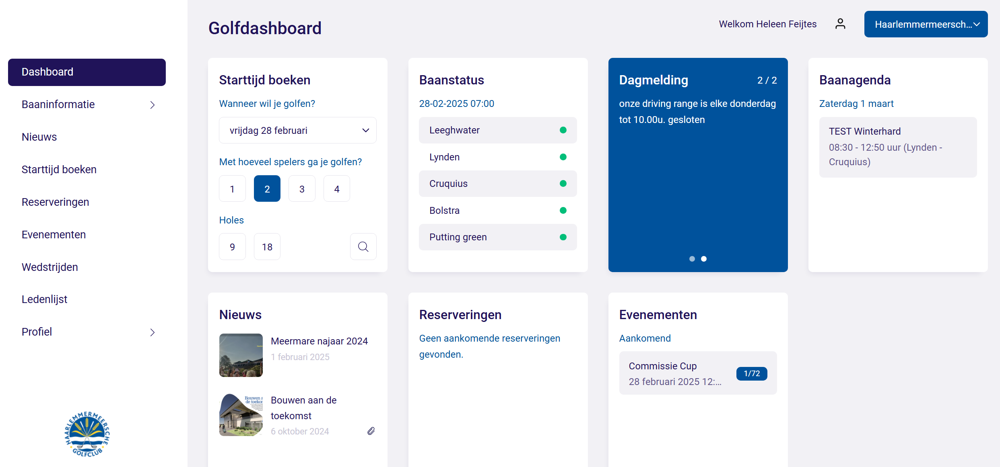 Golfdashboard
Welkom Heleen Feijtes
Haarlemmermeersch...
Dashboard
Baaninformatie
Nieuws
Starttijd boeken
Reserveringen
Evenementen
Wedstrijden
Ledenlijst
Profiel
HAARLEMMERMEERSCHE
GOLFCLUB
Starttijd boeken
Wanneer wil je golfen?
vrijdag 28 februari
Met hoeveel spelers ga je golfen?
1 2 3 4
Holes
9 18
Baanstatus
28-02-2025 07:00
Leeghwater
Lynden
Cruquius
Bolstra
Putting green
Dagmelding 2 / 2
onze driving range is elke donderdag
tot 10.00u. gesloten
Baanagenda
Zaterdag 1 maart
TEST Winterhard
08:30 - 12:50 uur (Lynden -
Cruquius)
Nieuws
Meermare najaar 2024
1 februari 2025
Bouwen a
de toekor
Bouwen aan de
toekomst
6 oktober 2024
Reserveringen
Geen aankomende reserveringen
gevonden.
Evenementen
Aankomend
Commissie Cup
28 februari 2025 12:...
1/72